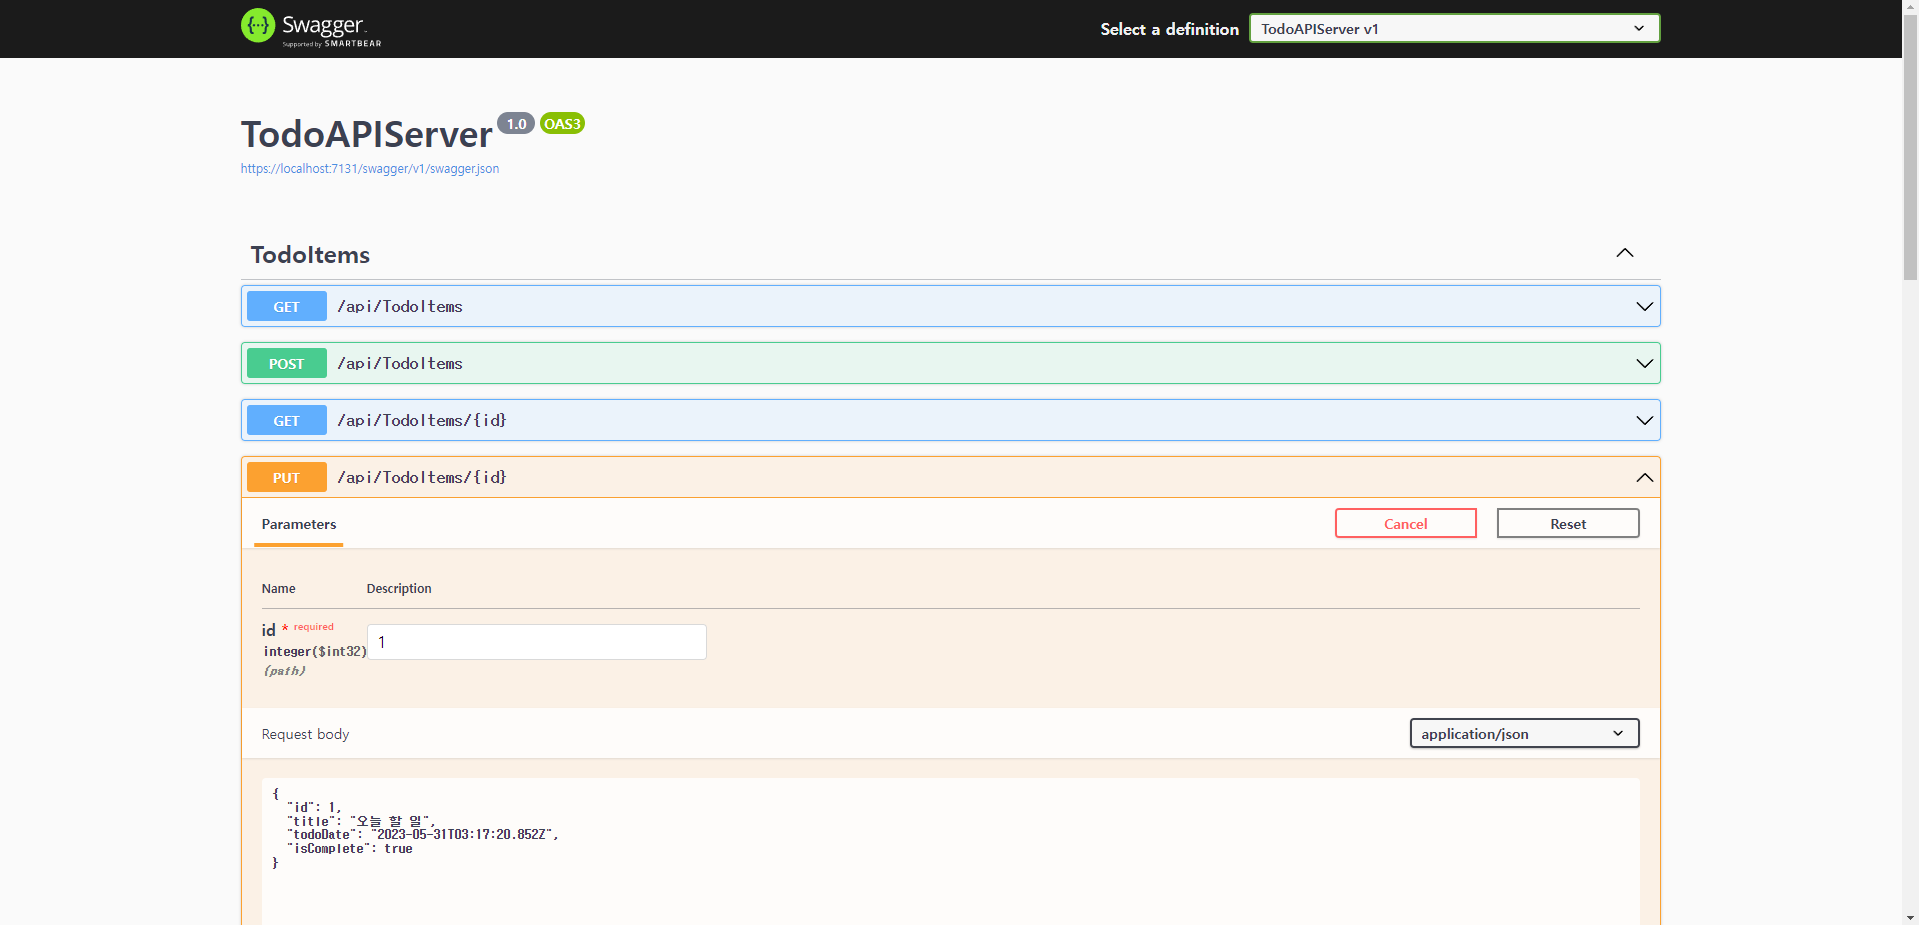 Swagger
Supported by SMARTBEAR
Select a definition
TodoAPIServer v1
TodoAPIServer 1.0 OAS3
https://localhost:7131/swagger/v1/swagger.json
TodoItems
GET /api/TodoItems
POST /api/TodoItems
GET /api/TodoItems/{id}
PUT /api/TodoItems/{id}
Parameters
Cancel
Reset
Name Description
id * required
integer($int32)
(path)
1
Request body
application/json
{
"id": 1,
"title": "오늘 할 일",
"todoDate": "2023-05-31T03:17:20.852Z",
"isComplete": true
}